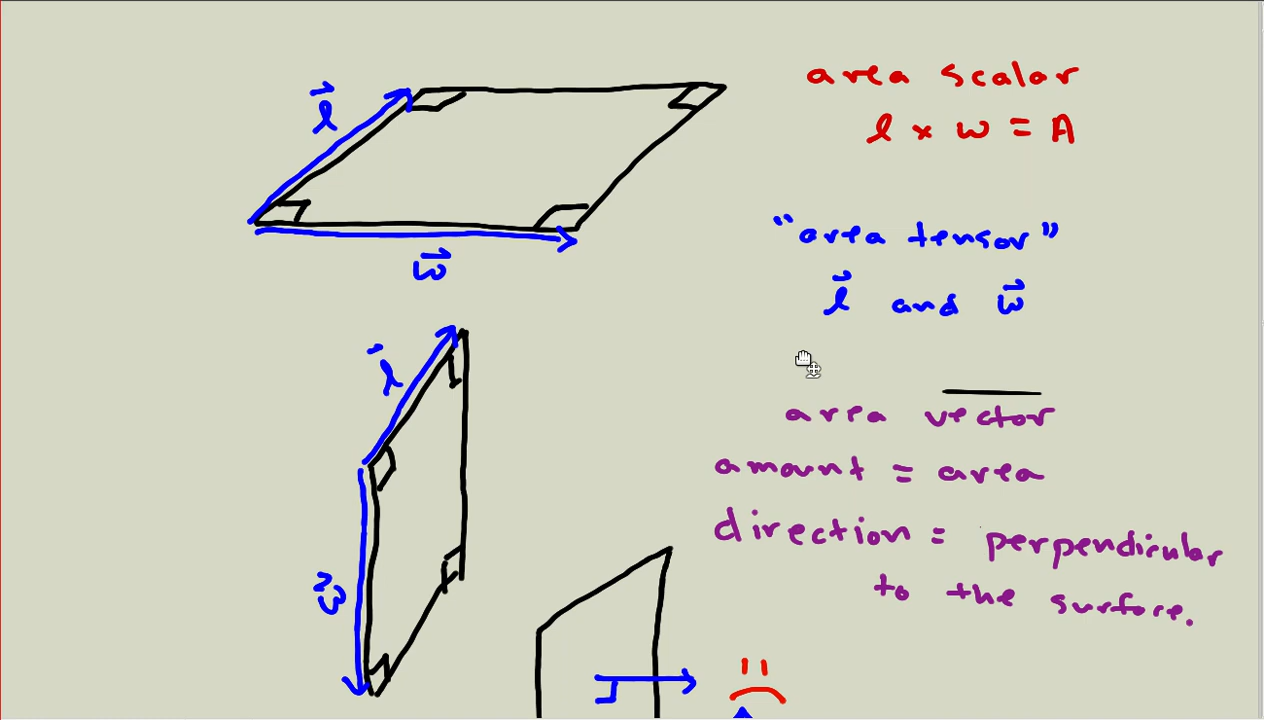 l⃗
w⃗
area scalar
l × w = A
"area tensor"
l⃗ and w⃗
l⃗
w⃗
area vector
amount = area
direction = perpendicular
to the surface.